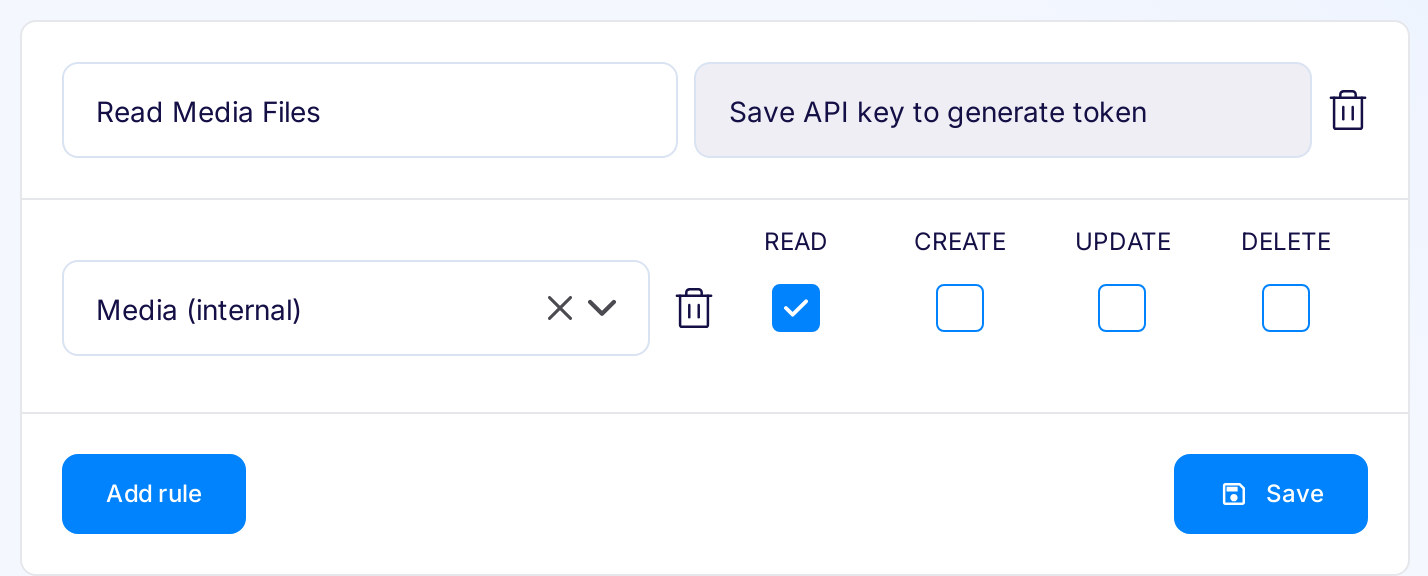 Read Media Files
Save API key to generate token
READ CREATE UPDATE DELETE
Media (internal)
Add rule
Save